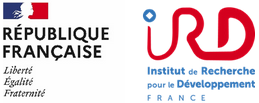 RÉPUBLIQUE
FRANÇAISE
Liberté
Égalité
Fraternité
IRD
Institut de Recherche
pour le Développement
FRANCE